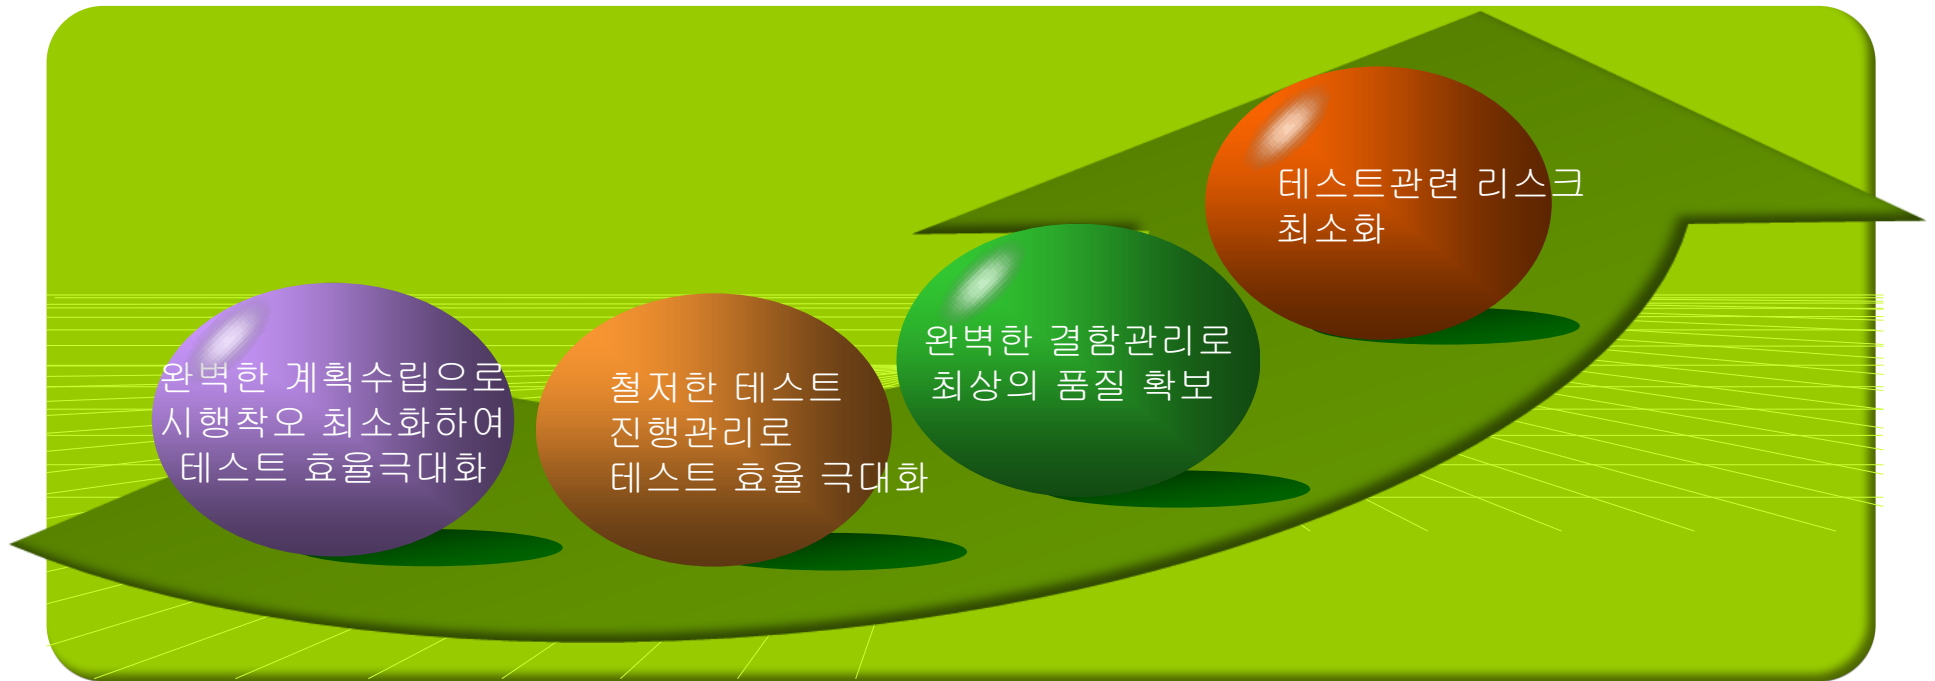 완벽한 계획수립으로
시행착오 최소화하여
테스트 효율극대화
철저한 테스트
진행관리로
테스트 효율 극대화
완벽한 결함관리로
최상의 품질 확보
테스트관련 리스크
최소화